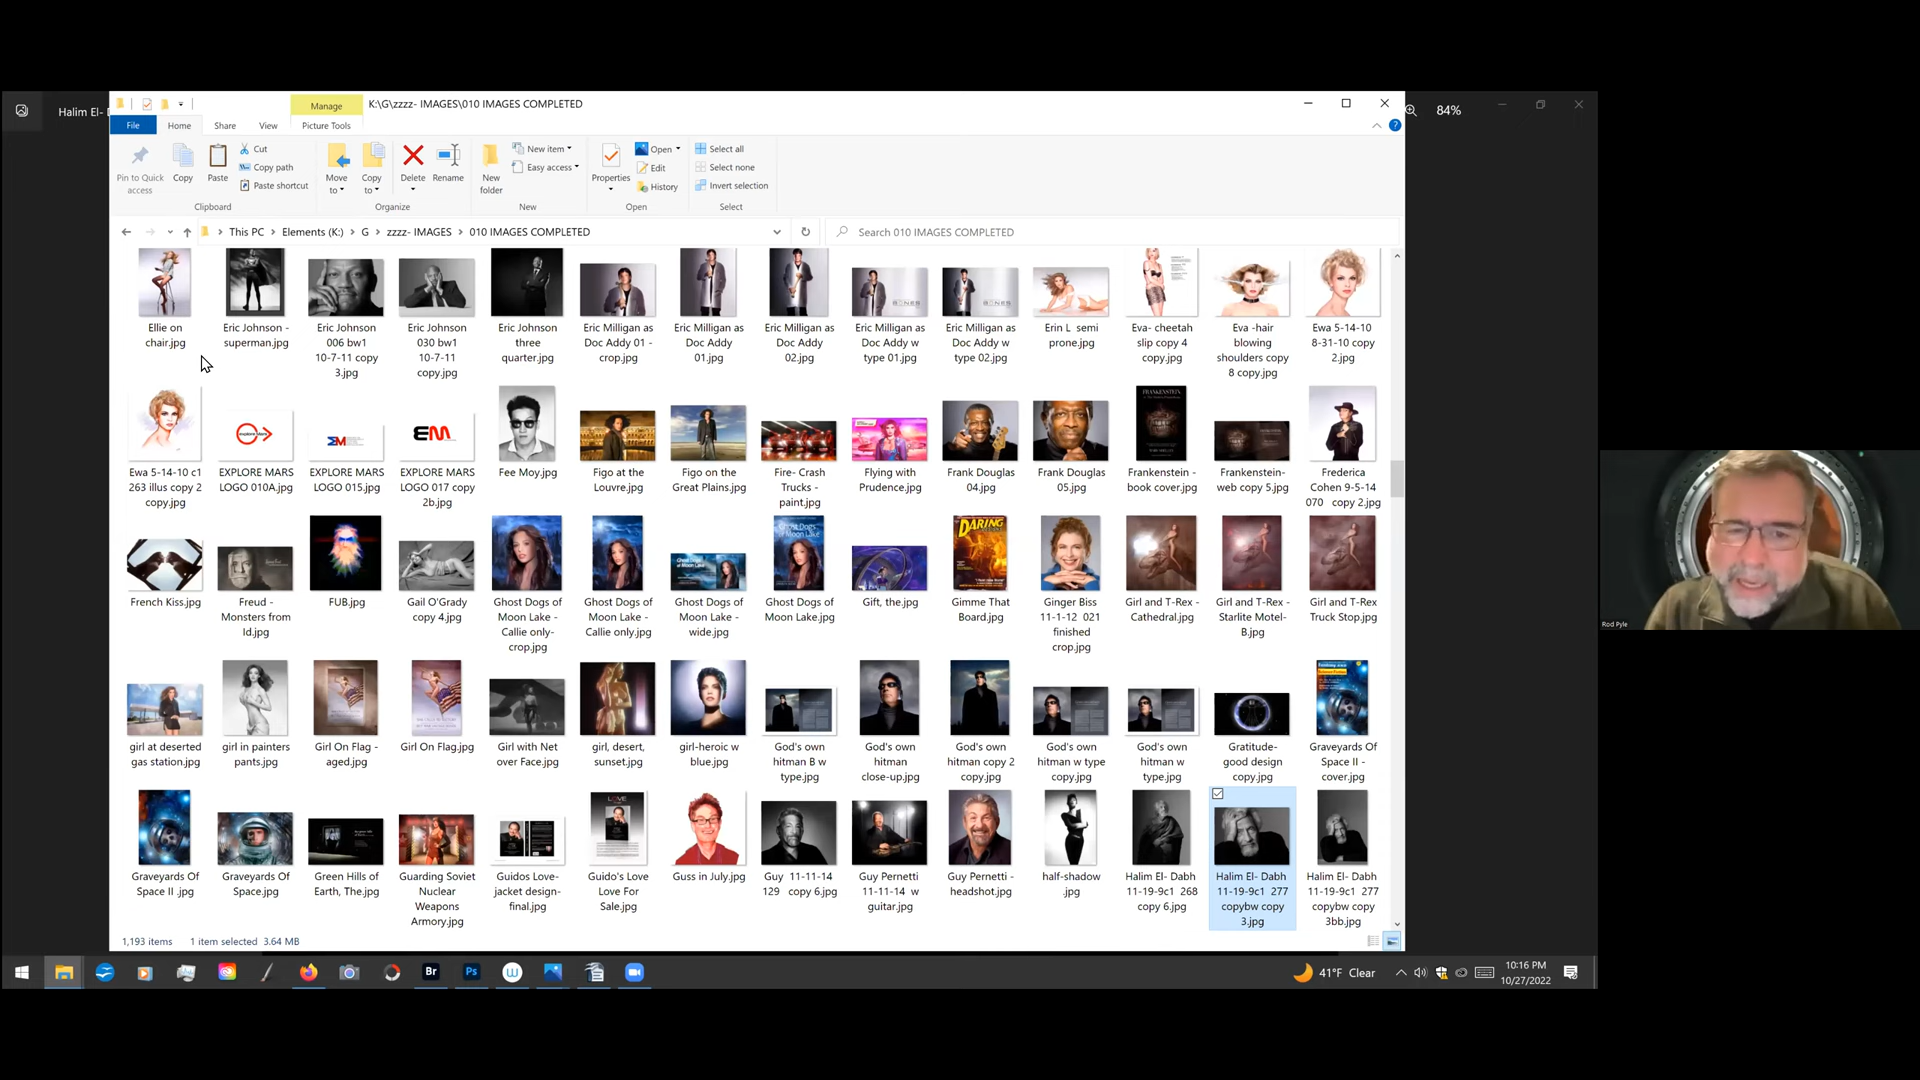 Halim El-
Manage
K:\G\zzzz- IMAGES\010 IMAGES COMPLETED
84%
File
Home
Share
View
Picture Tools
Pin to Quick access
Copy
Paste
Cut
Copy path
Paste shortcut
Move to
Copy to
Delete
Rename
New folder
New item
Easy access
Properties
Open
Edit
History
Select all
Select none
Invert selection
Clipboard
Organize
New
Open
Select
This PC
Elements (K:)
G
zzzz- IMAGES
010 IMAGES COMPLETED
Search 010 IMAGES COMPLETED
BONES
BONES
Ellie on chair.jpg
Eric Johnson - superman.jpg
Eric Johnson 006 bw1 10-7-11 copy 3.jpg
Eric Johnson 030 bw1 10-7-11 copy.jpg
Eric Johnson three quarter.jpg
Eric Milligan as Doc Addy 01 - crop.jpg
Eric Milligan as Doc Addy 01.jpg
Eric Milligan as Doc Addy 02.jpg
Eric Milligan as Doc Addy w type 01.jpg
Eric Milligan as Doc Addy w type 02.jpg
Erin L semi prone.jpg
Eva- cheetah slip copy 4 copy.jpg
Eva -hair blowing shoulders copy 8 copy.jpg
Ewa 5-14-10 8-31-10 copy 2.jpg
EM
FRANKENSTEIN
Ewa 5-14-10 c1 263 illus copy 2 copy.jpg
EXPLORE MARS LOGO 010A.jpg
EXPLORE MARS LOGO 015.jpg
EXPLORE MARS LOGO 017 copy 2b.jpg
Fee Moy.jpg
Figo at the Louvre.jpg
Figo on the Great Plains.jpg
Fire- Crash Trucks - paint.jpg
Flying with Prudence.jpg
Frank Douglas 04.jpg
Frank Douglas 05.jpg
Frankenstein - book cover.jpg
Frankenstein- web copy 5.jpg
Frederica Cohen 9-5-14 070 copy 2.jpg
Ghost Dogs of Moon Lake
Ghost Dogs of Moon Lake
DARING
French Kiss.jpg
Freud - Monsters from Id.jpg
FUB.jpg
Gail O'Grady copy 4.jpg
Ghost Dogs of Moon Lake - Callie only- crop.jpg
Ghost Dogs of Moon Lake - Callie only.jpg
Ghost Dogs of Moon Lake - wide.jpg
Ghost Dogs of Moon Lake.jpg
Gift, the.jpg
Gimme That Board.jpg
Ginger Biss 11-1-12 021 finished crop.jpg
Girl and T-Rex - Cathedral.jpg
Girl and T-Rex - Starlite Motel- B.jpg
Girl and T-Rex Truck Stop.jpg
girl at deserted gas station.jpg
girl in painters pants.jpg
Girl On Flag - aged.jpg
Girl On Flag.jpg
Girl with Net over Face.jpg
girl, desert, sunset.jpg
girl-heroic w blue.jpg
God's own hitman B w type.jpg
God's own hitman close-up.jpg
God's own hitman copy 2 copy.jpg
God's own hitman w type copy.jpg
God's own hitman w type.jpg
Gratitude- good design copy.jpg
Graveyards Of Space II - cover.jpg
LOVE
Graveyards Of Space II .jpg
Graveyards Of Space.jpg
Green Hills of Earth, The.jpg
Guarding Soviet Nuclear Weapons Armory.jpg
Guidos Love- jacket design- final.jpg
Guido's Love Love For Sale.jpg
Guss in July.jpg
Guy 11-11-14 129 copy 6.jpg
Guy Pernetti 11-11-14 w guitar.jpg
Guy Pernetti - headshot.jpg
half-shadow .jpg
Halim El- Dabh 11-19-9c1 268 copy 6.jpg
Halim El- Dabh 11-19-9c1 277 copybw copy 3.jpg
Halim El- Dabh 11-19-9c1 277 copybw copy 3bb.jpg
1,193 items
1 item selected 3.64 MB
Br
Ps
41°F Clear
10:16 PM
10/27/2022
Rod Pyle